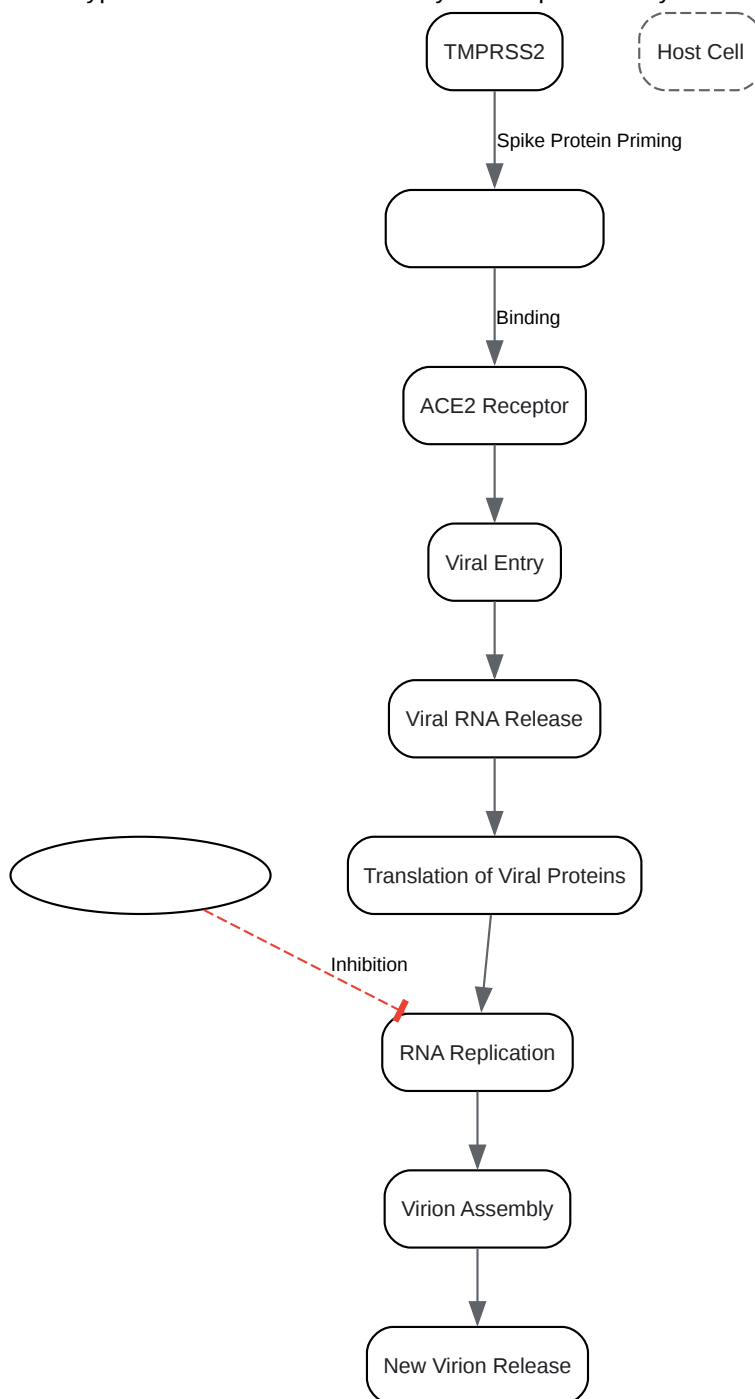 TMPRSS2
Host Cell
Spike Protein Priming
Binding
ACE2 Receptor
Viral Entry
Viral RNA Release
Translation of Viral Proteins
Inhibition
RNA Replication
Virion Assembly
New Virion Release